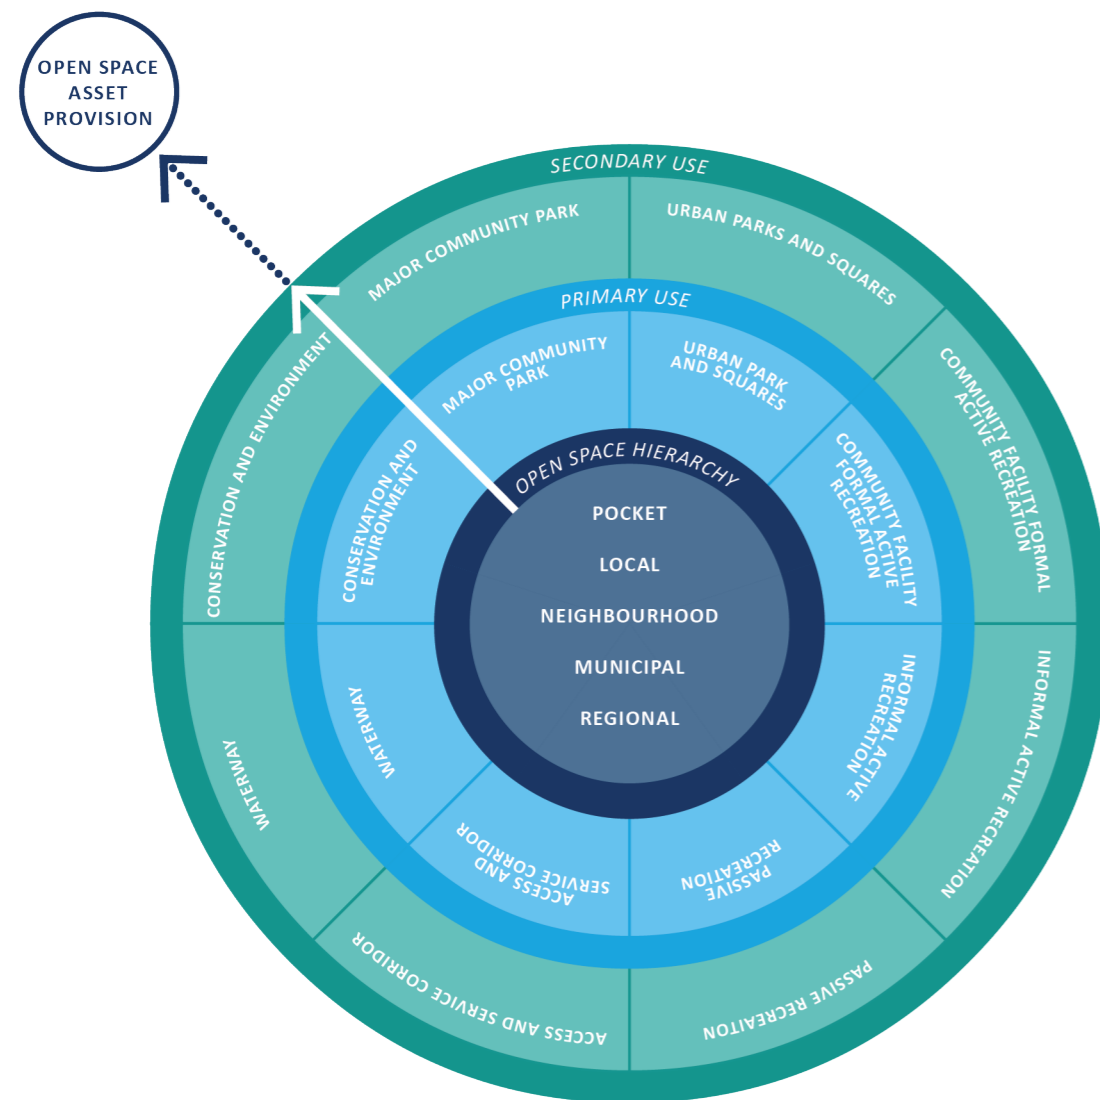 OPEN SPACE
ASSET
PROVISION
SECONDARY USE
MAJOR COMMUNITY PARK
URBAN PARKS AND SQUARES
COMMUNITY FACILITY FORMAL
ACTIVE RECREATION
INFORMAL ACTIVE RECREATION
PASSIVE RECREAITON
ACCESS AND SERVICE CORRIDOR
WATERWAY
CONSERVATION AND ENVIRONMENT
PRIMARY USE
MAJOR COMMUNITY
PARK
URBAN PARK
AND SQUARES
COMMUNITY FACILITY
FORMAL ACTIVE
RECREATION
INFORMAL ACTIVE
RECREATION
PASSIVE
RECREATION
ACCESS AND
SERVICE CORRIDOR
WATERWAY
CONSERVATION AND
ENVIRONMENT
OPEN SPACE HIERARCHY
POCKET
LOCAL
NEIGHBOURHOOD
MUNICIPAL
REGIONAL